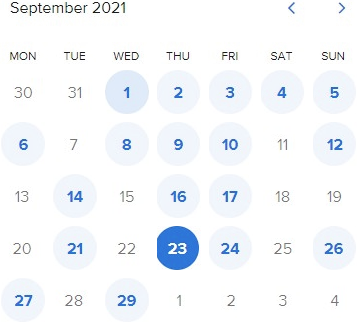 September 2021
MON TUE WED THU FRI SAT SUN
30 31 1 2 3 4 5
6 7 8 9 10 11 12
13 14 15 16 17 18 19
20 21 22 23 24 25 26
27 28 29 1 2 3 4